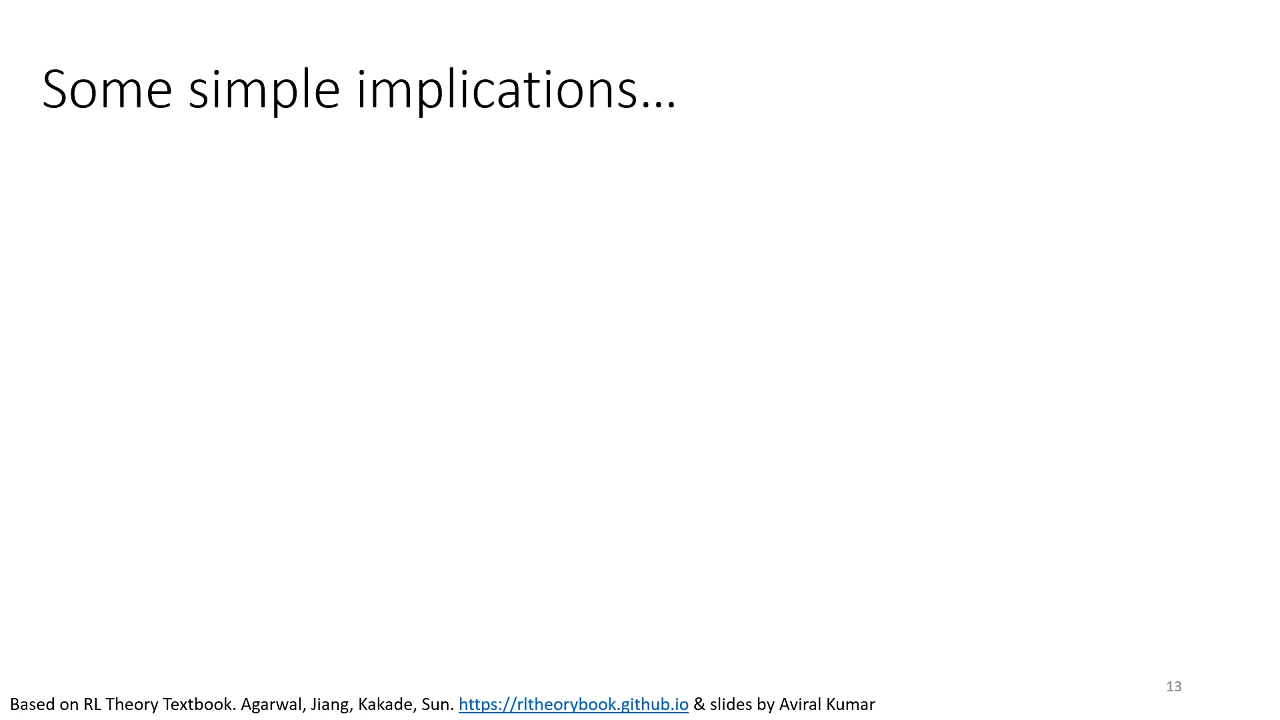 Some simple implications…
13
Based on RL Theory Textbook. Agarwal, Jiang, Kakade, Sun. https://rltheorybook.github.io & slides by Aviral Kumar